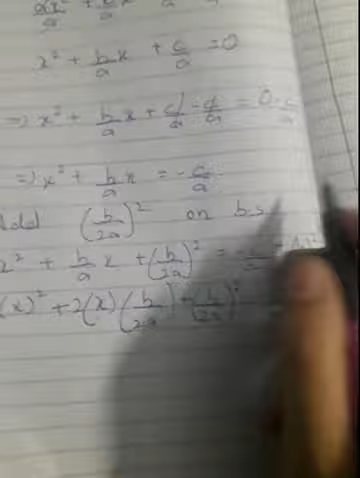 x² + b/a x + c/a = 0
⇒ x² + b/a x + c/a - c/a = 0 - c/a
⇒ x² + b/a x = - c/a
Add (b/2a)² on b.s
x² + b/a x + (b/2a)² =
(x)² + 2(x)(b/2a) + (b/2a)²